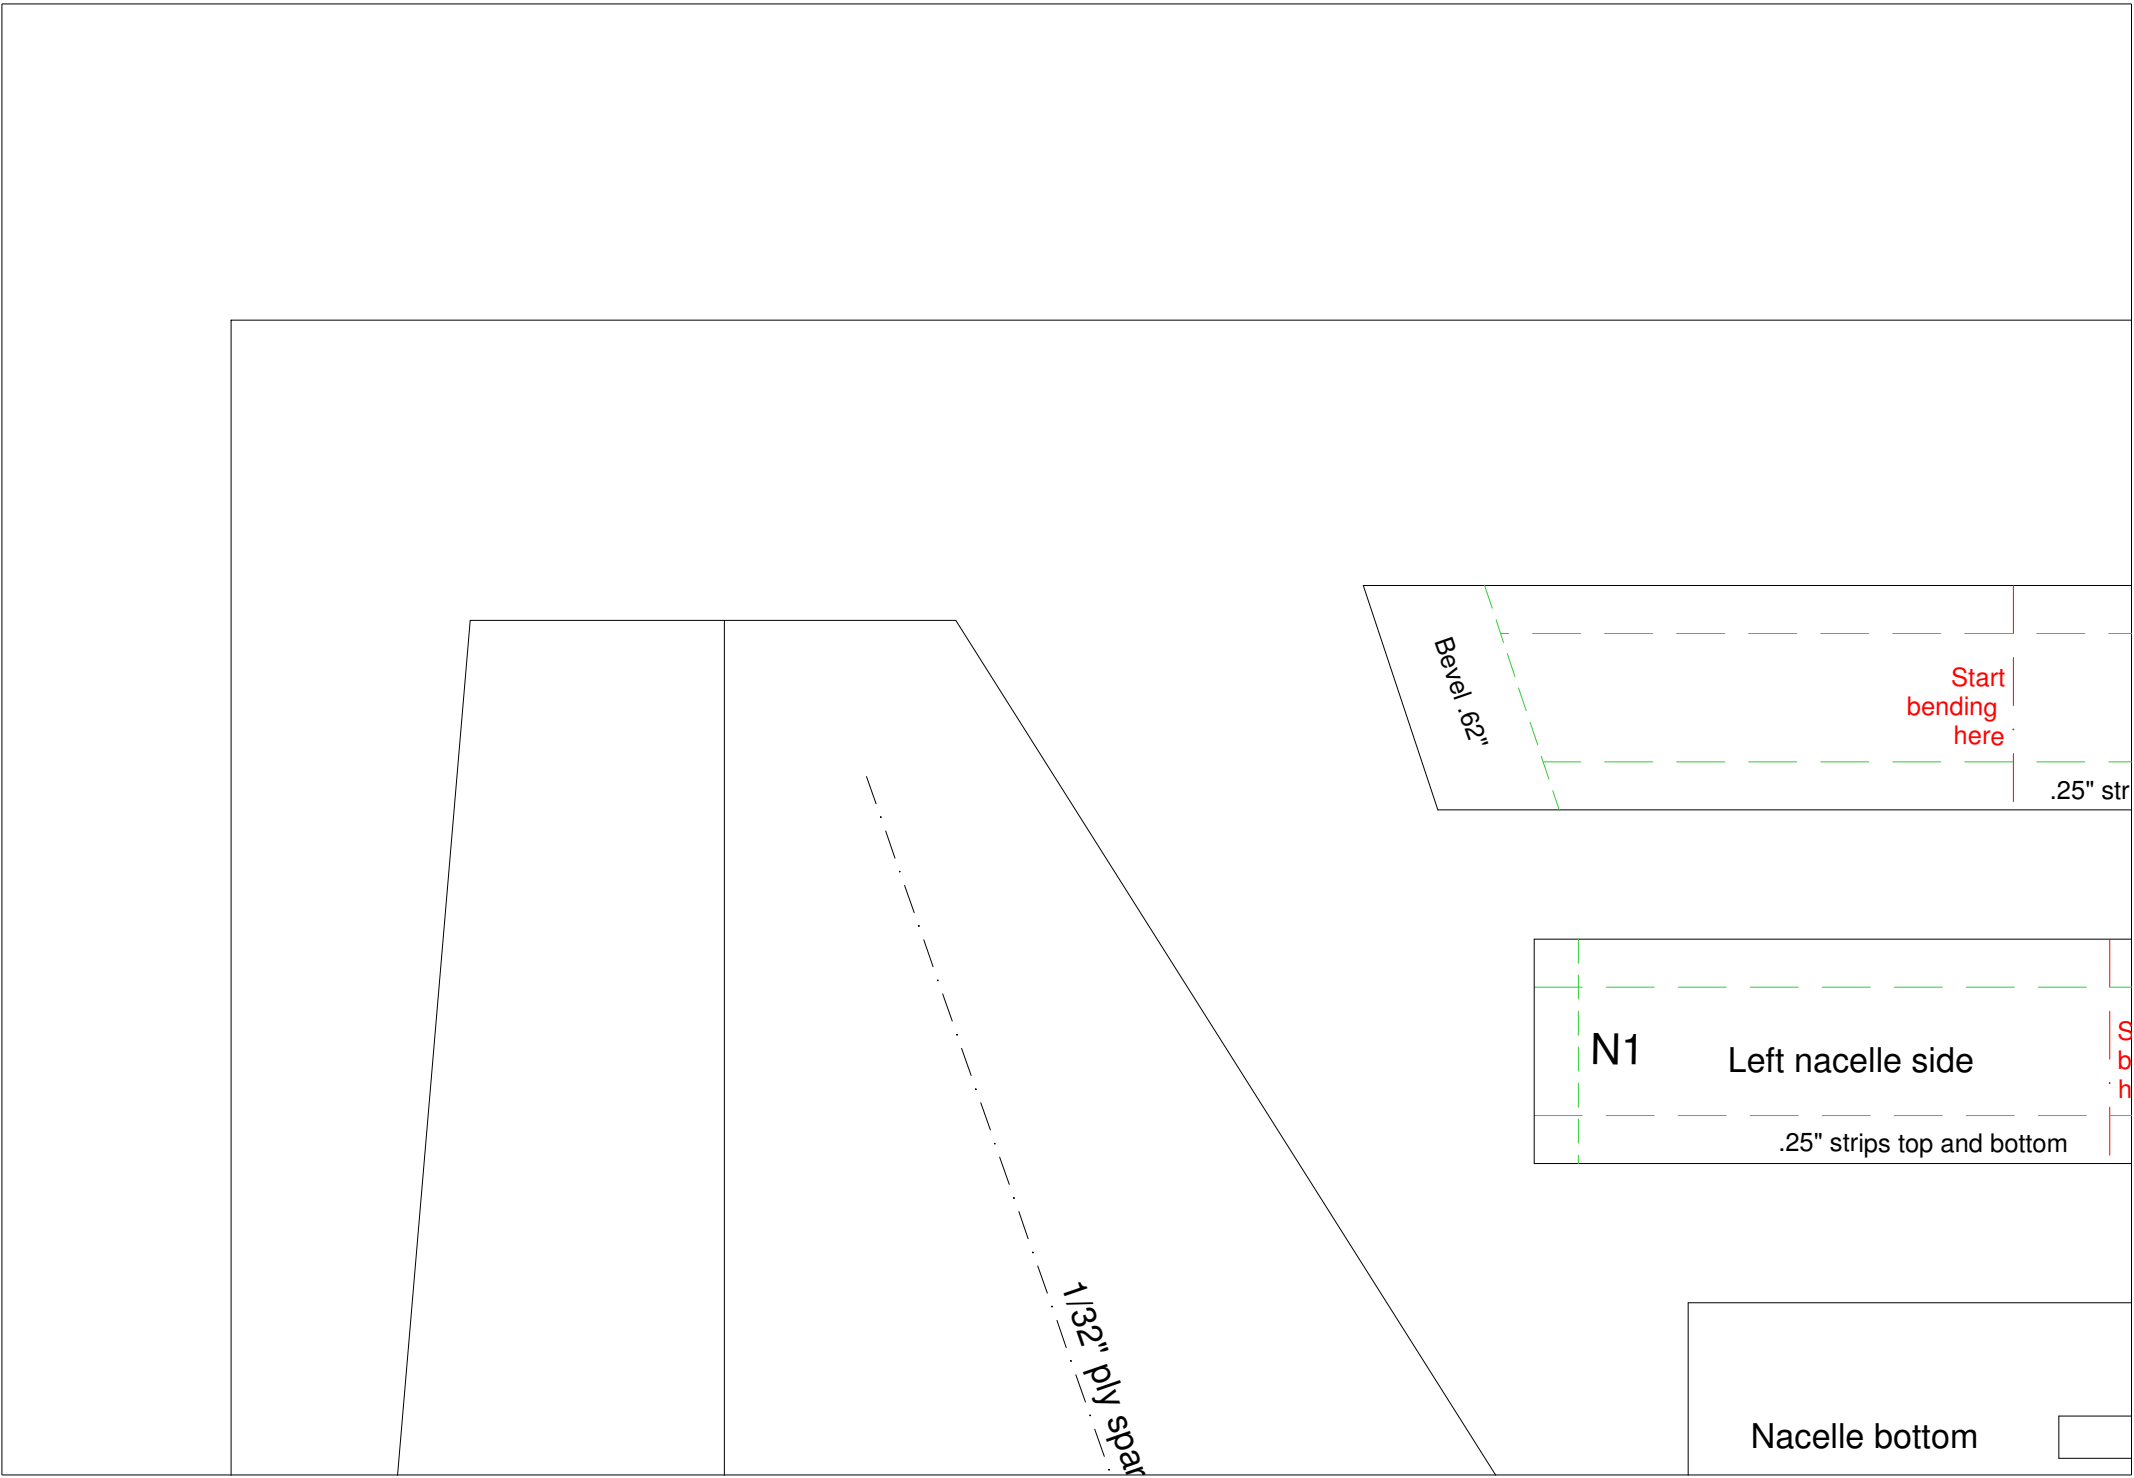 Bevel .62"
Start
bending
here
.25" str
N1
Left nacelle side
S
b
h
.25" strips top and bottom
1/32" ply spar
Nacelle bottom